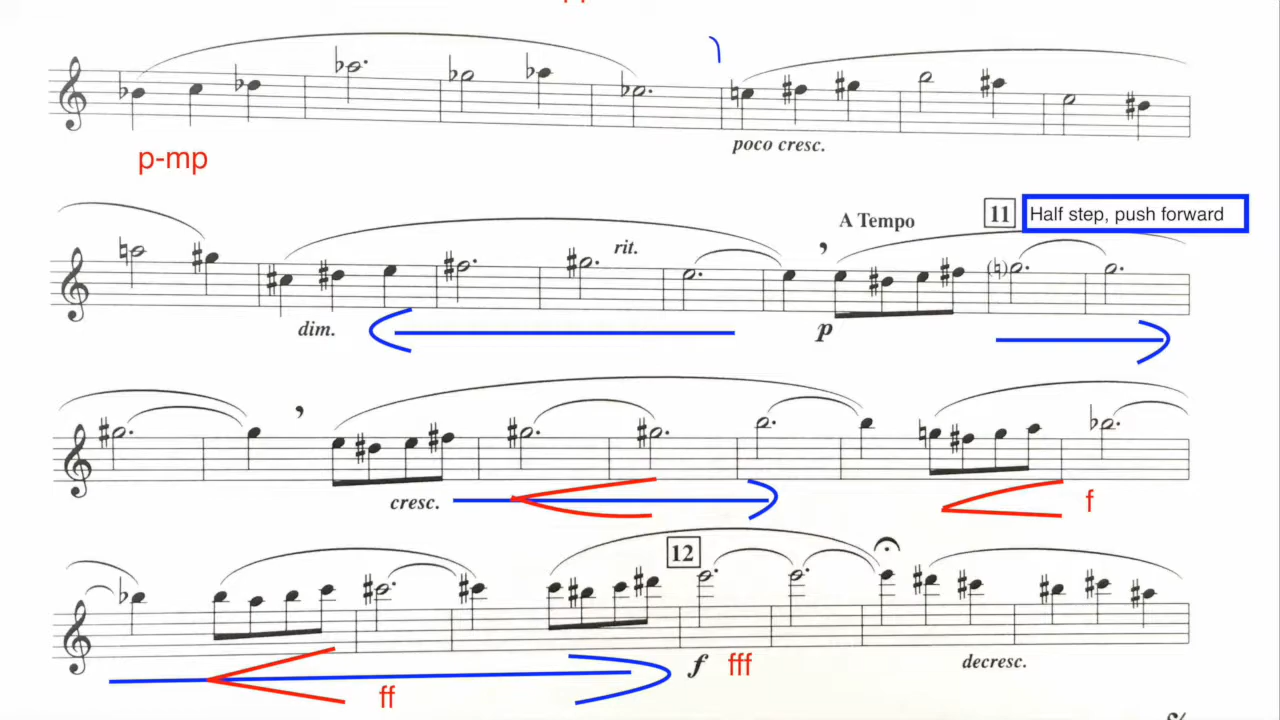 p-mp
poco cresc.
A Tempo
11 Half step, push forward
rit.
dim.
p
cresc.
f
12
f fff
decresc.
ff